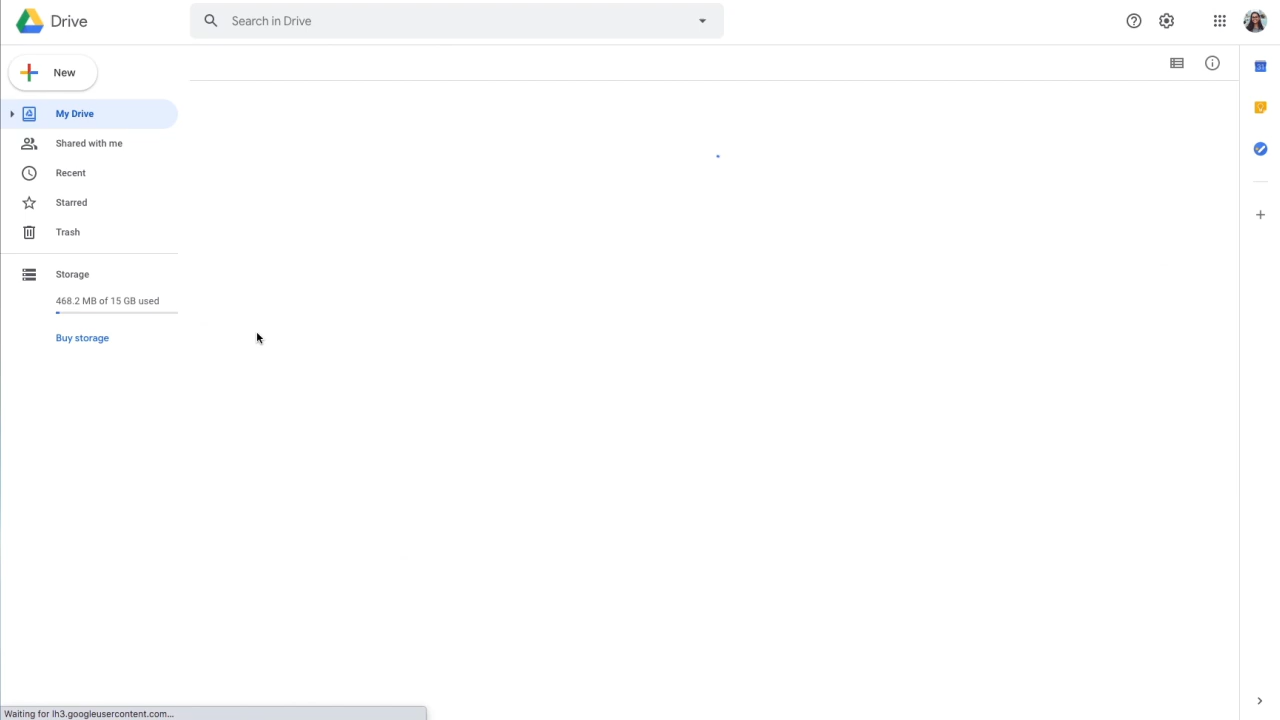 Drive
Search in Drive
New
My Drive
Shared with me
Recent
Starred
Trash
Storage
468.2 MB of 15 GB used
Buy storage
Waiting for lh3.googleusercontent.com...